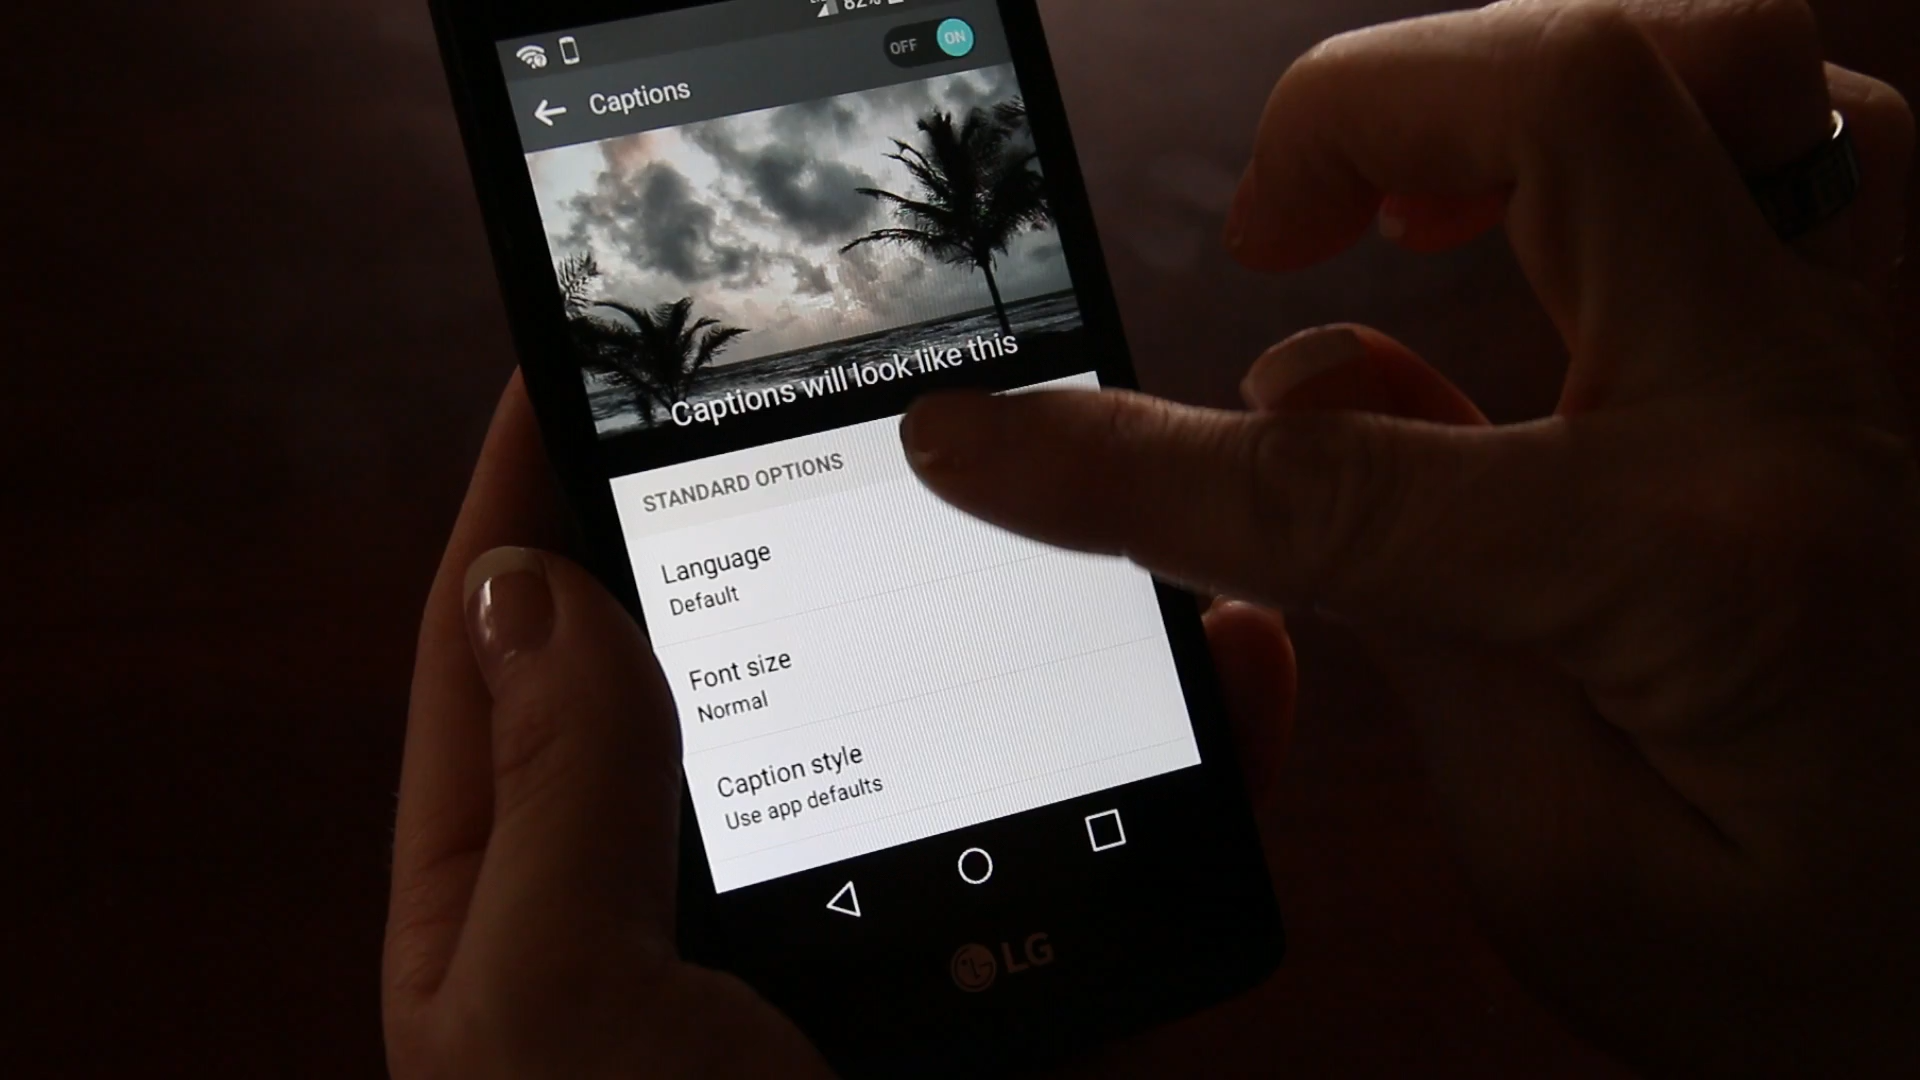 82%
OFF ON
Captions
Captions will look like this
STANDARD OPTIONS
Language
Default
Font size
Normal
Caption style
Use app defaults
LG